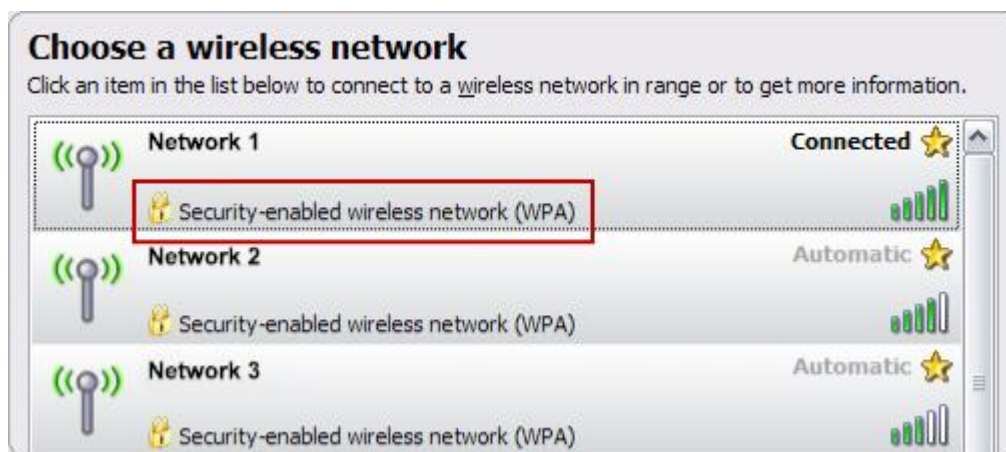 Choose a wireless network
Click an item in the list below to connect to a wireless network in range or to get more information.
Network 1
Connected
Security-enabled wireless network (WPA)
Network 2
Automatic
Security-enabled wireless network (WPA)
Network 3
Automatic
Security-enabled wireless network (WPA)